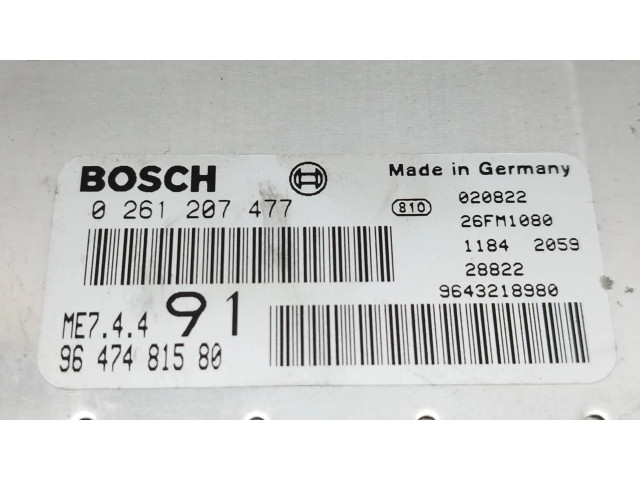 BOSCH
0 261 207 477
ME7.4.4 91
96 474 815 80
Made in Germany
810 020822
26FM1080
1184 2059
28822
9643218980